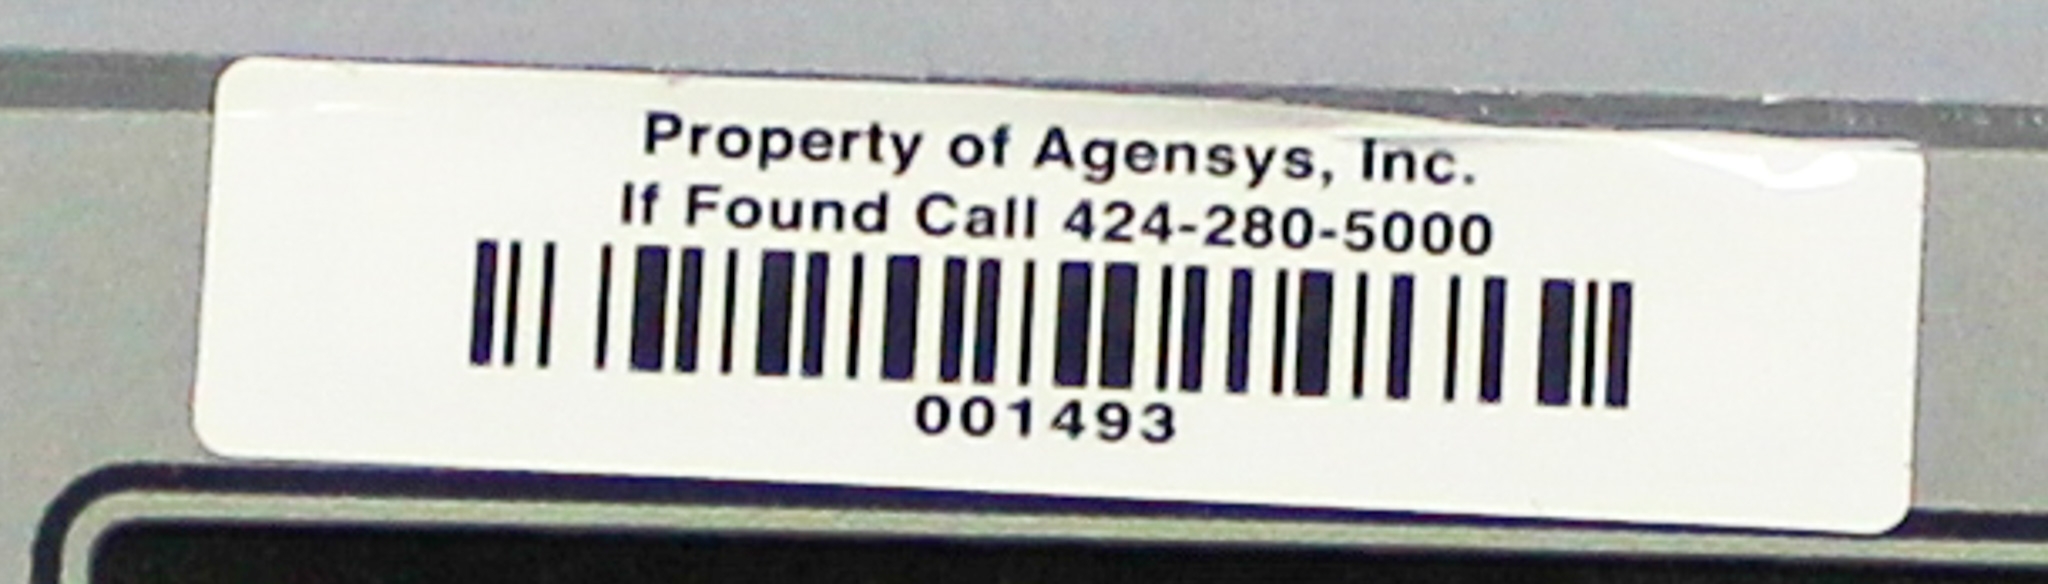 Property of Agensys, Inc.
If Found Call 424-280-5000
001493